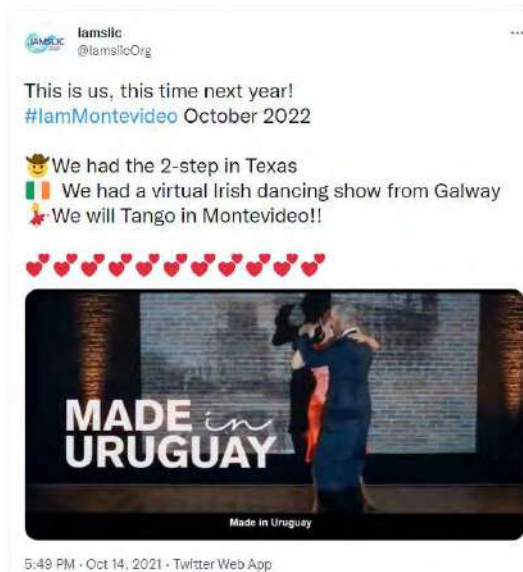 IAMSLIC
Iamslic
@IamslicOrg
This is us, this time next year!
#IamMontevideo October 2022
🤠We had the 2-step in Texas
🇮🇪 We had a virtual Irish dancing show from Galway
💃We will Tango in Montevideo!!
💕💕💕💕💕💕💕💕💕💕💕
MADE in
URUGUAY
Made in Uruguay
5:49 PM · Oct 14, 2021 · Twitter Web App